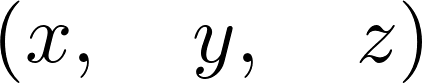 (x, y, z)